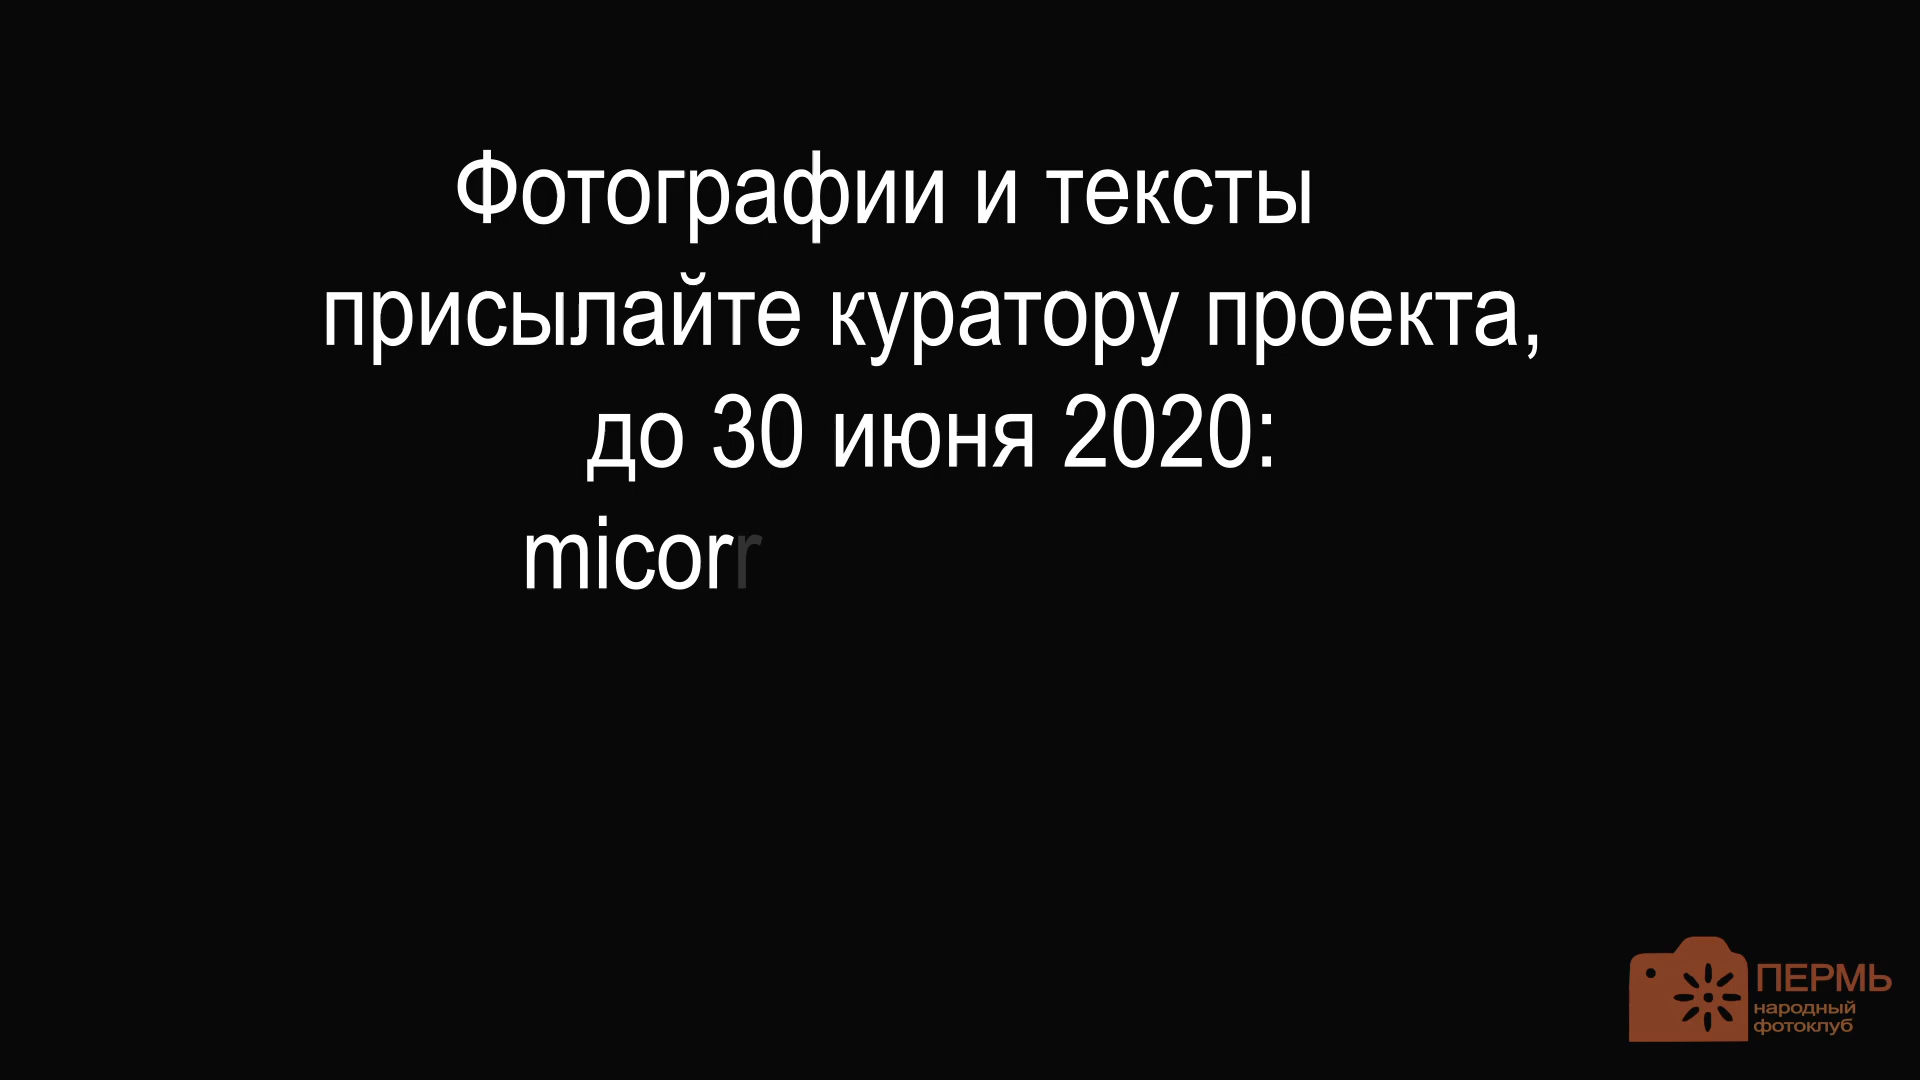 Фотографии и тексты
присылайте куратору проекта,
до 30 июня 2020:
micorr
ПЕРМЬ
народный
фотоклуб